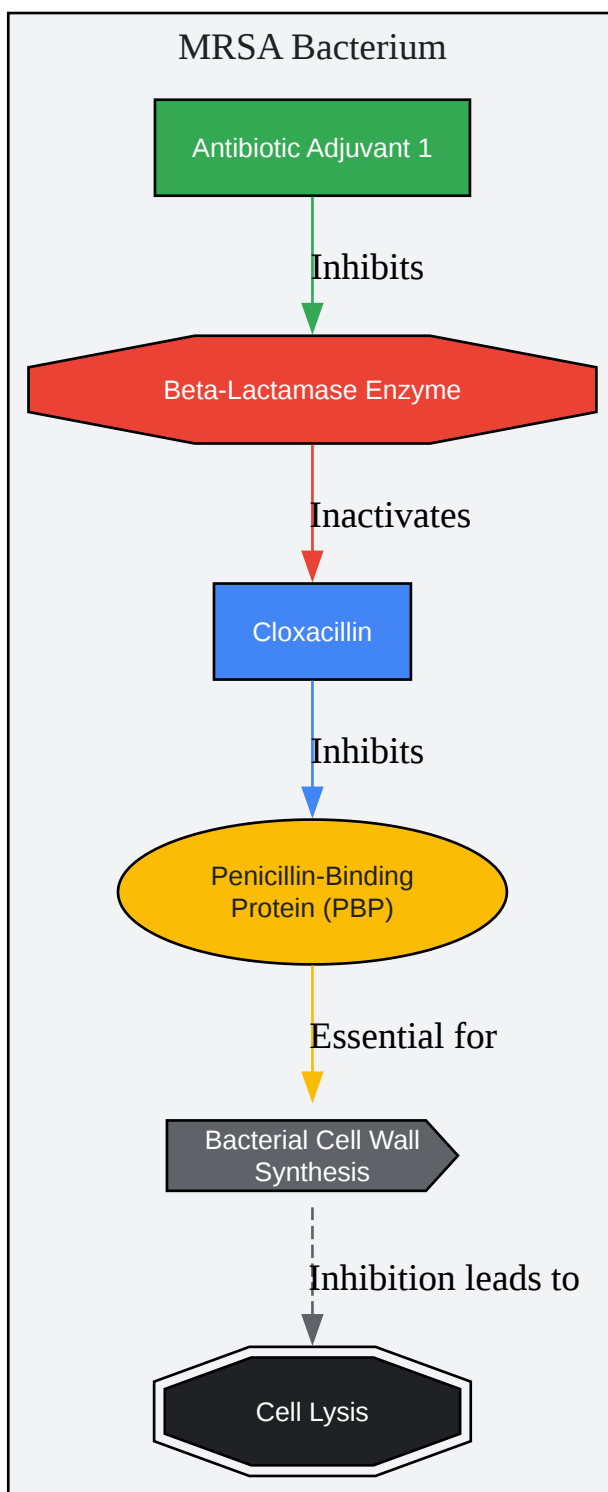 MRSA Bacterium
Antibiotic Adjuvant 1
Inhibits
Beta-Lactamase Enzyme
Inactivates
Cloxacillin
Inhibits
Penicillin-Binding
Protein (PBP)
Essential for
Bacterial Cell Wall
Synthesis
Inhibition leads to
Cell Lysis